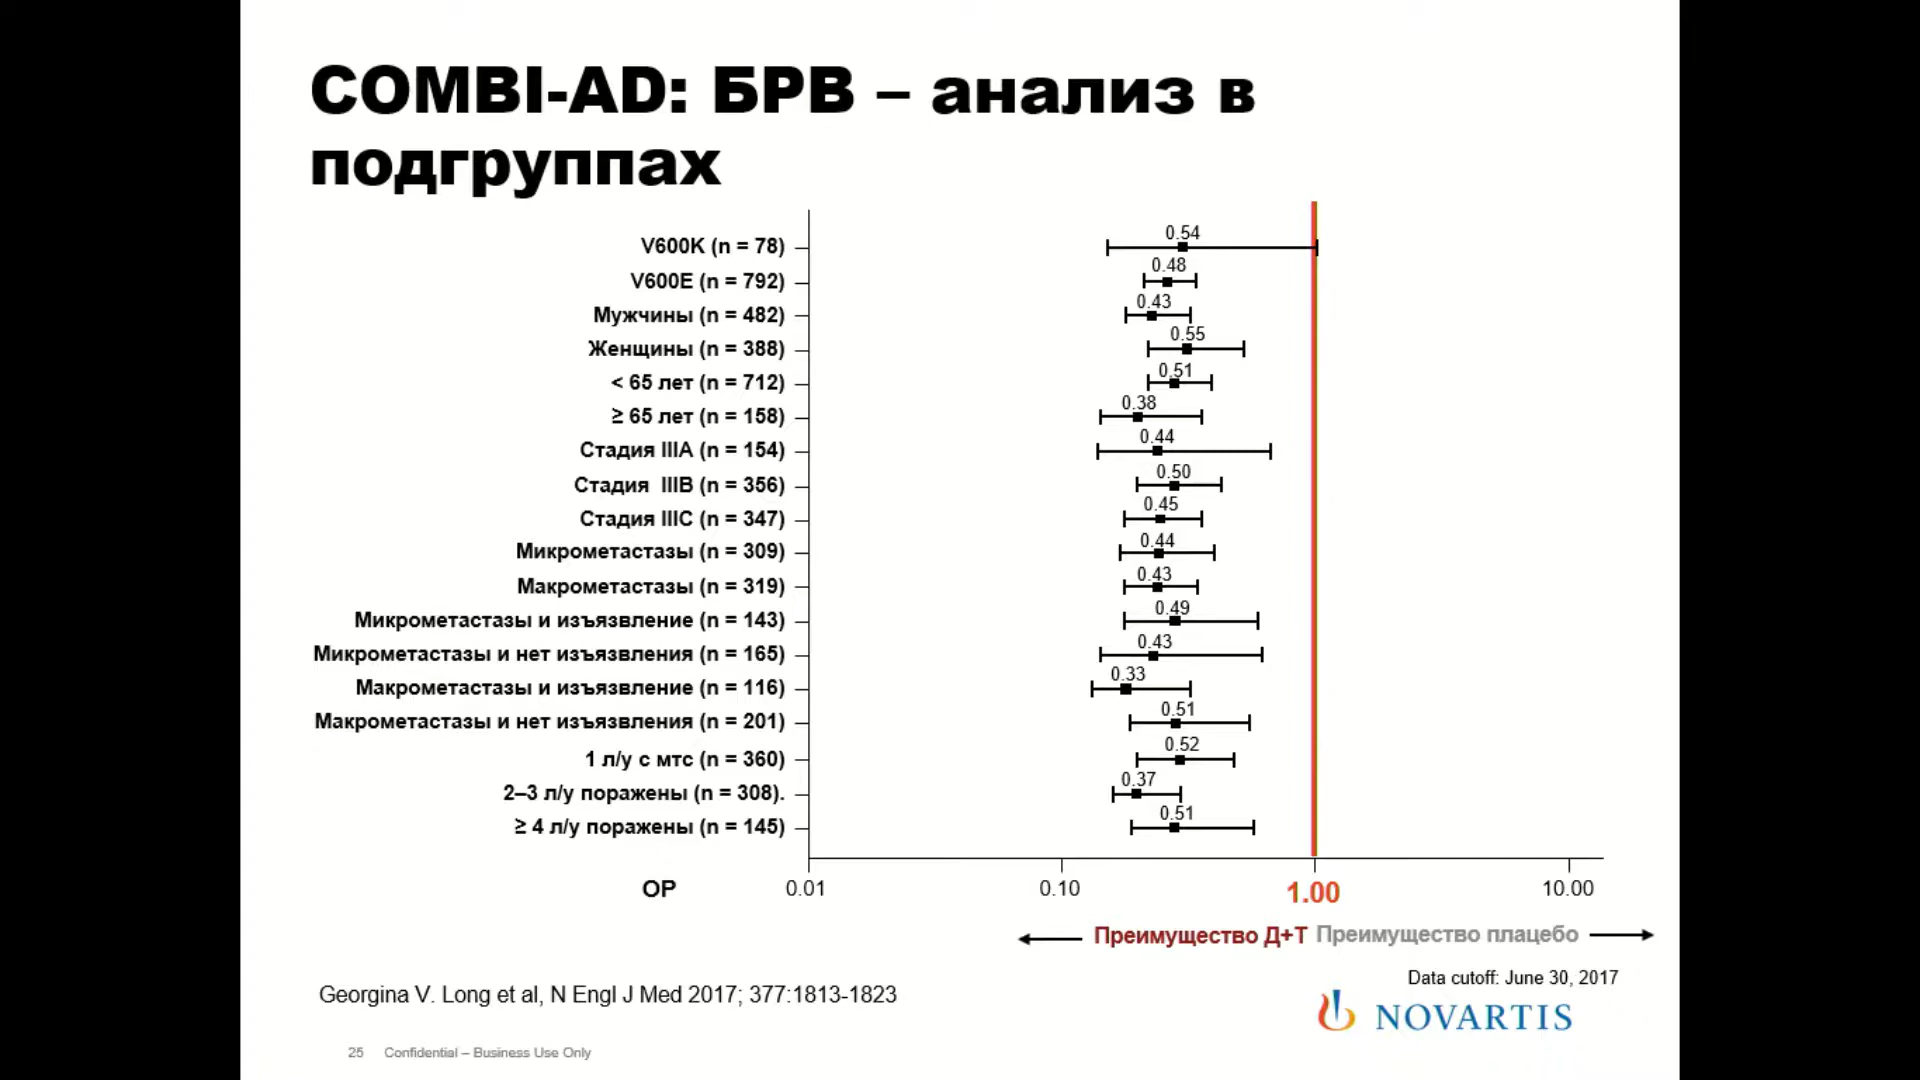 COMBI-AD: БРВ – анализ в
подгруппах
V600K (n = 78)
0.54
V600E (n = 792)
0.48
Мужчины (n = 482)
0.43
Женщины (n = 388)
0.55
< 65 лет (n = 712)
0.51
≥ 65 лет (n = 158)
0.38
Стадия IIIA (n = 154)
0.44
Стадия IIIB (n = 356)
0.50
Стадия IIIC (n = 347)
0.45
Микрометастазы (n = 309)
0.44
Макрометастазы (n = 319)
0.43
Микрометастазы и изъязвление (n = 143)
0.49
Микрометастазы и нет изъязвления (n = 165)
0.43
Макрометастазы и изъязвление (n = 116)
0.33
Макрометастазы и нет изъязвления (n = 201)
0.51
1 л/у с мтс (n = 360)
0.52
2–3 л/у поражены (n = 308).
0.37
≥ 4 л/у поражены (n = 145)
0.51
ОР 0.01 0.10 1.00 10.00
Преимущество Д+Т Преимущество плацебо
Data cutoff: June 30, 2017
Georgina V. Long et al, N Engl J Med 2017; 377:1813-1823
NOVARTIS
25 Confidential – Business Use Only